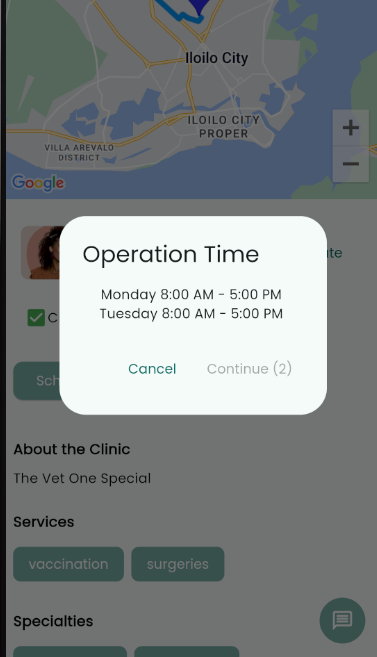 Iloilo City
ILOILO CITY
PROPER
VILLA AREVALO
DISTRICT
+
−
Google
Operation Time
Monday 8:00 AM - 5:00 PM
Tuesday 8:00 AM - 5:00 PM
Cancel
Continue (2)
About the Clinic
The Vet One Special
Services
vaccination
surgeries
Specialties